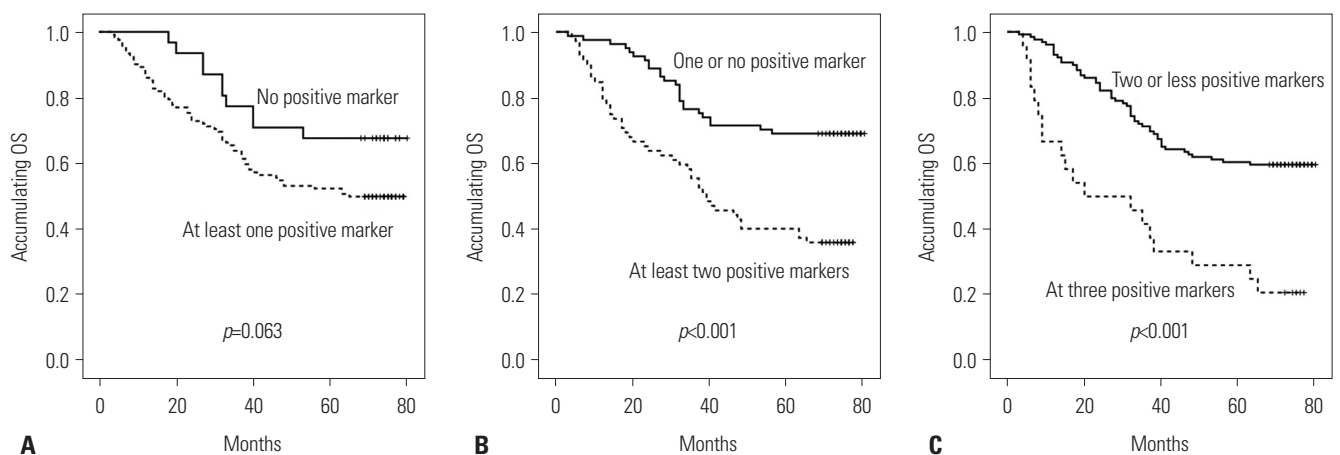 1.0
0.8
0.6
0.4
0.2
0.0
Accumulating OS
No positive marker
At least one positive marker
p=0.063
0 20 40 60 80
Months
A
1.0
0.8
0.6
0.4
0.2
0.0
Accumulating OS
One or no positive marker
At least two positive markers
p<0.001
0 20 40 60 80
Months
B
1.0
0.8
0.6
0.4
0.2
0.0
Accumulating OS
Two or less positive markers
At three positive markers
p<0.001
0 20 40 60 80
Months
C